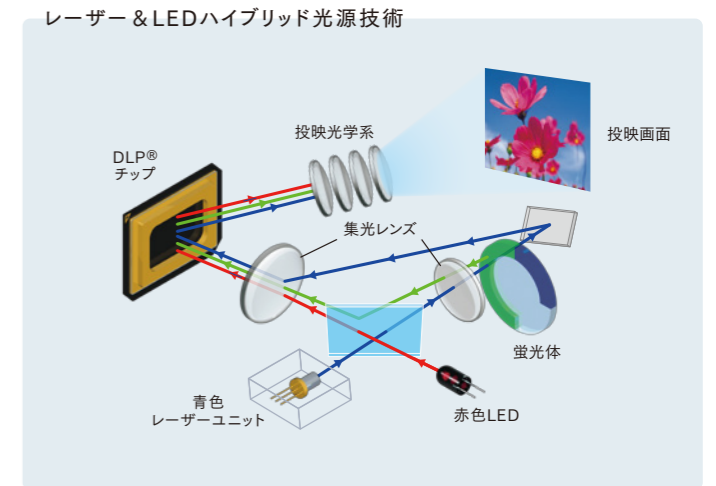 レーザー&LEDハイブリッド光源技術
投映光学系
投映画面
DLP®
チップ
集光レンズ
蛍光体
青色
レーザーユニット
赤色LED